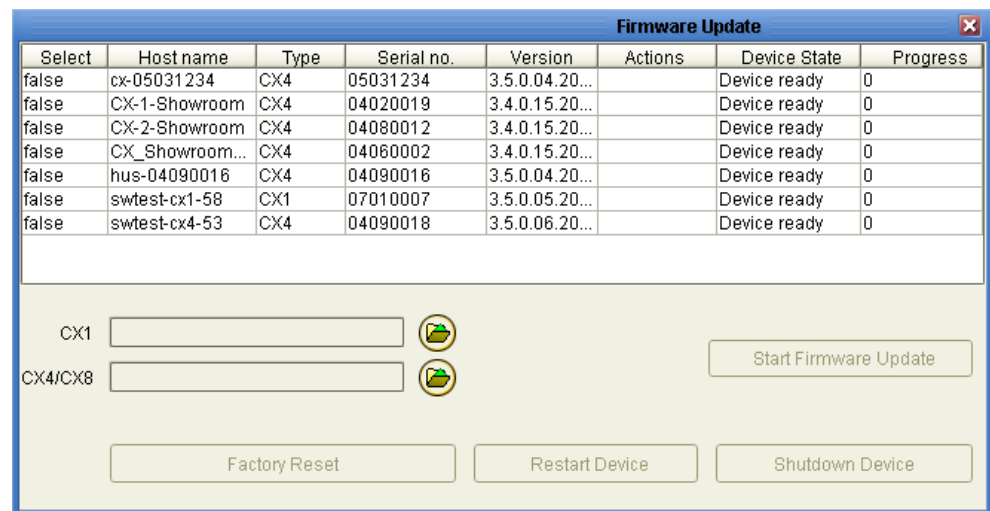 Firmware Update
Select Host name Type Serial no. Version Actions Device State Progress
false cx-05031234 CX4 05031234 3.5.0.04.20... Device ready 0
false CX-1-Showroom CX4 04020019 3.4.0.15.20... Device ready 0
false CX-2-Showroom CX4 04080012 3.4.0.15.20... Device ready 0
false CX_Showroom... CX4 04060002 3.4.0.15.20... Device ready 0
false hus-04090016 CX4 04090016 3.5.0.04.20... Device ready 0
false swtest-cx1-58 CX1 07010007 3.5.0.05.20... Device ready 0
false swtest-cx4-53 CX4 04090018 3.5.0.06.20... Device ready 0
CX1
Start Firmware Update
CX4/CX8
Factory Reset Restart Device Shutdown Device